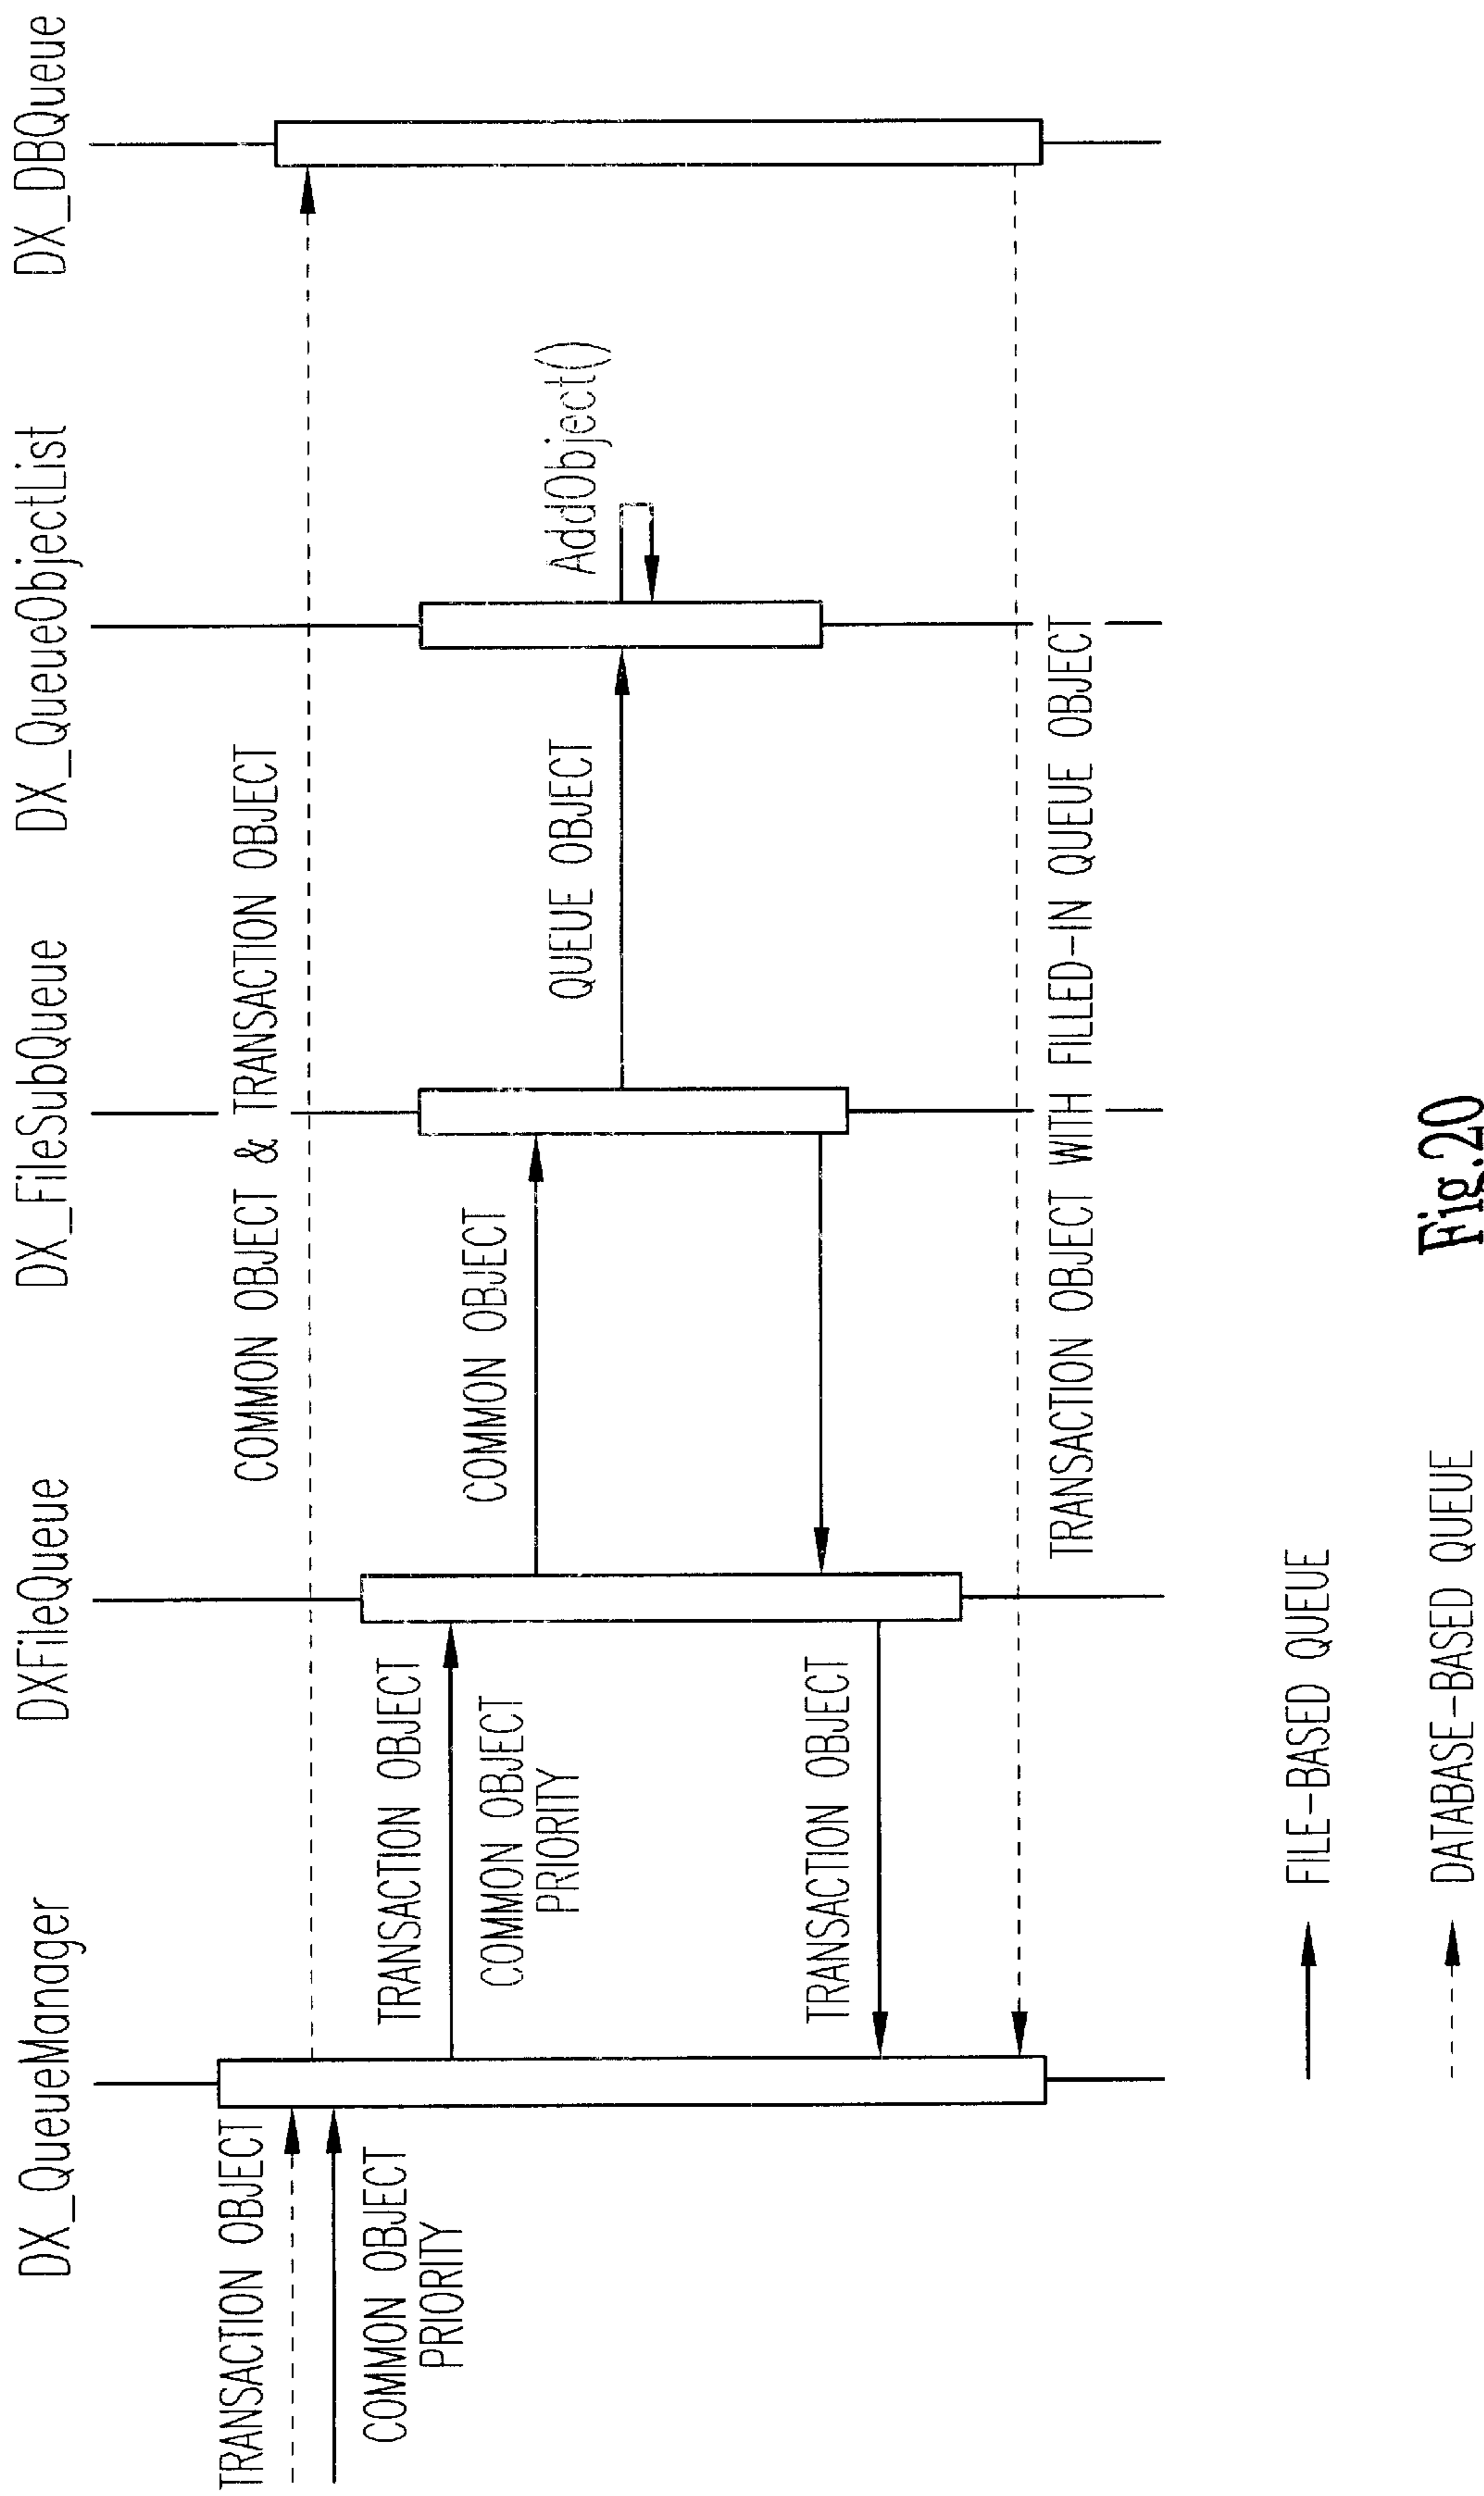 DX_QueueManager
DXFileQueue
DX_FileSubQueue
DX_QueueObjectList
DX_DBQueue
TRANSACTION OBJECT
COMMON OBJECT
PRIORITY
COMMON OBJECT & TRANSACTION OBJECT
TRANSACTION OBJECT
COMMON OBJECT
PRIORITY
COMMON OBJECT
QUEUE OBJECT
AddObject()
TRANSACTION OBJECT
TRANSACTION OBJECT WITH FILLED-IN QUEUE OBJECT
FILE-BASED QUEUE
DATABASE-BASED QUEUE
Fig.20